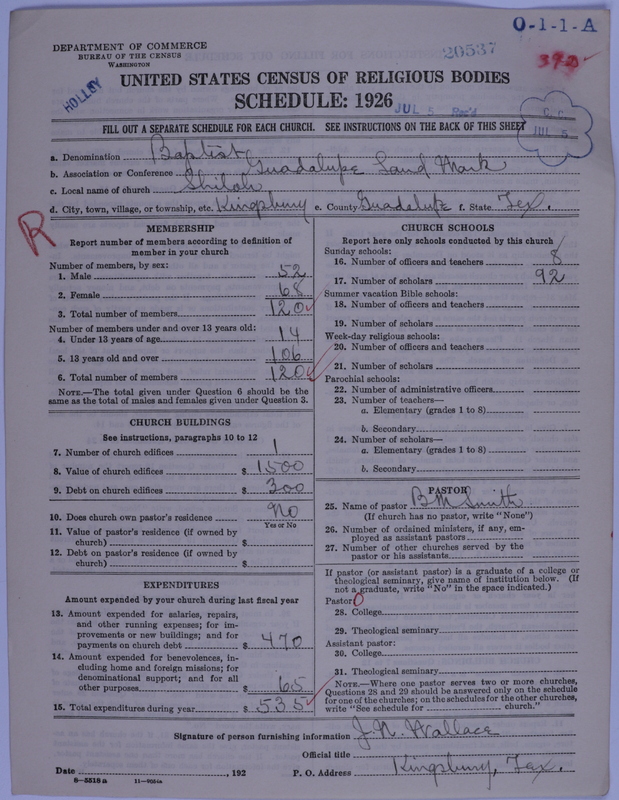 O-1-1-A
DEPARTMENT OF COMMERCE
BUREAU OF THE CENSUS
WASHINGTON
20537
390
HOLLEY
UNITED STATES CENSUS OF RELIGIOUS BODIES
SCHEDULE: 1926
JUL 5 Rec'd
JUL 5
FILL OUT A SEPARATE SCHEDULE FOR EACH CHURCH. SEE INSTRUCTIONS ON THE BACK OF THIS SHEET
a. Denomination Baptist
b. Association or Conference Guadalupe Land Mark
c. Local name of church Shiloh
d. City, town, village, or township, etc. Kingsbury e. County Guadalupe f. State Tex.
R
MEMBERSHIP
Report number of members according to definition of
member in your church
Number of members, by sex:
1. Male 52
2. Female 68
3. Total number of members 120
Number of members under and over 13 years old:
4. Under 13 years of age 14
5. 13 years old and over 106
6. Total number of members 120
NOTE.—The total given under Question 6 should be the
same as the total of males and females given under Question 3.
CHURCH BUILDINGS
See instructions, paragraphs 10 to 12
7. Number of church edifices 1
8. Value of church edifices $ 1500
9. Debt on church edifices $ 300
10. Does church own pastor's residence No
Yes or No
11. Value of pastor's residence (if owned by
church) $
12. Debt on pastor's residence (if owned by
church) $
EXPENDITURES
Amount expended by your church during last fiscal year
13. Amount expended for salaries, repairs,
and other running expenses; for im-
provements or new buildings; and for
payments on church debt $ 470
14. Amount expended for benevolences, in-
cluding home and foreign missions; for
denominational support; and for all
other purposes $ 65
15. Total expenditures during year $ 535
CHURCH SCHOOLS
Report here only schools conducted by this church
Sunday schools:
16. Number of officers and teachers 8
17. Number of scholars 92
Summer vacation Bible schools:
18. Number of officers and teachers
19. Number of scholars
Week-day religious schools:
20. Number of officers and teachers
21. Number of scholars
Parochial schools:
22. Number of administrative officers
23. Number of teachers—
a. Elementary (grades 1 to 8)
b. Secondary
24. Number of scholars—
a. Elementary (grades 1 to 8)
b. Secondary
PASTOR
25. Name of pastor B M Smith
(If church has no pastor, write "None")
26. Number of ordained ministers, if any, em-
ployed as assistant pastors
27. Number of other churches served by the
pastor or his assistants
If pastor (or assistant pastor) is a graduate of a college or
theological seminary, give name of institution below. (If
not a graduate, write "No" in the space indicated.)
Pastor: 0
28. College
29. Theological seminary
Assistant pastor:
30. College
31. Theological seminary
NOTE.—Where one pastor serves two or more churches,
Questions 28 and 29 should be answered only on the schedule
for one of the churches; on the schedules for the other churches,
write "See schedule for church."
Signature of person furnishing information J. N. Wallace
Official title
Date , 192 P. O. Address Kingsbury, Tex.
8—5518a 11—9054a